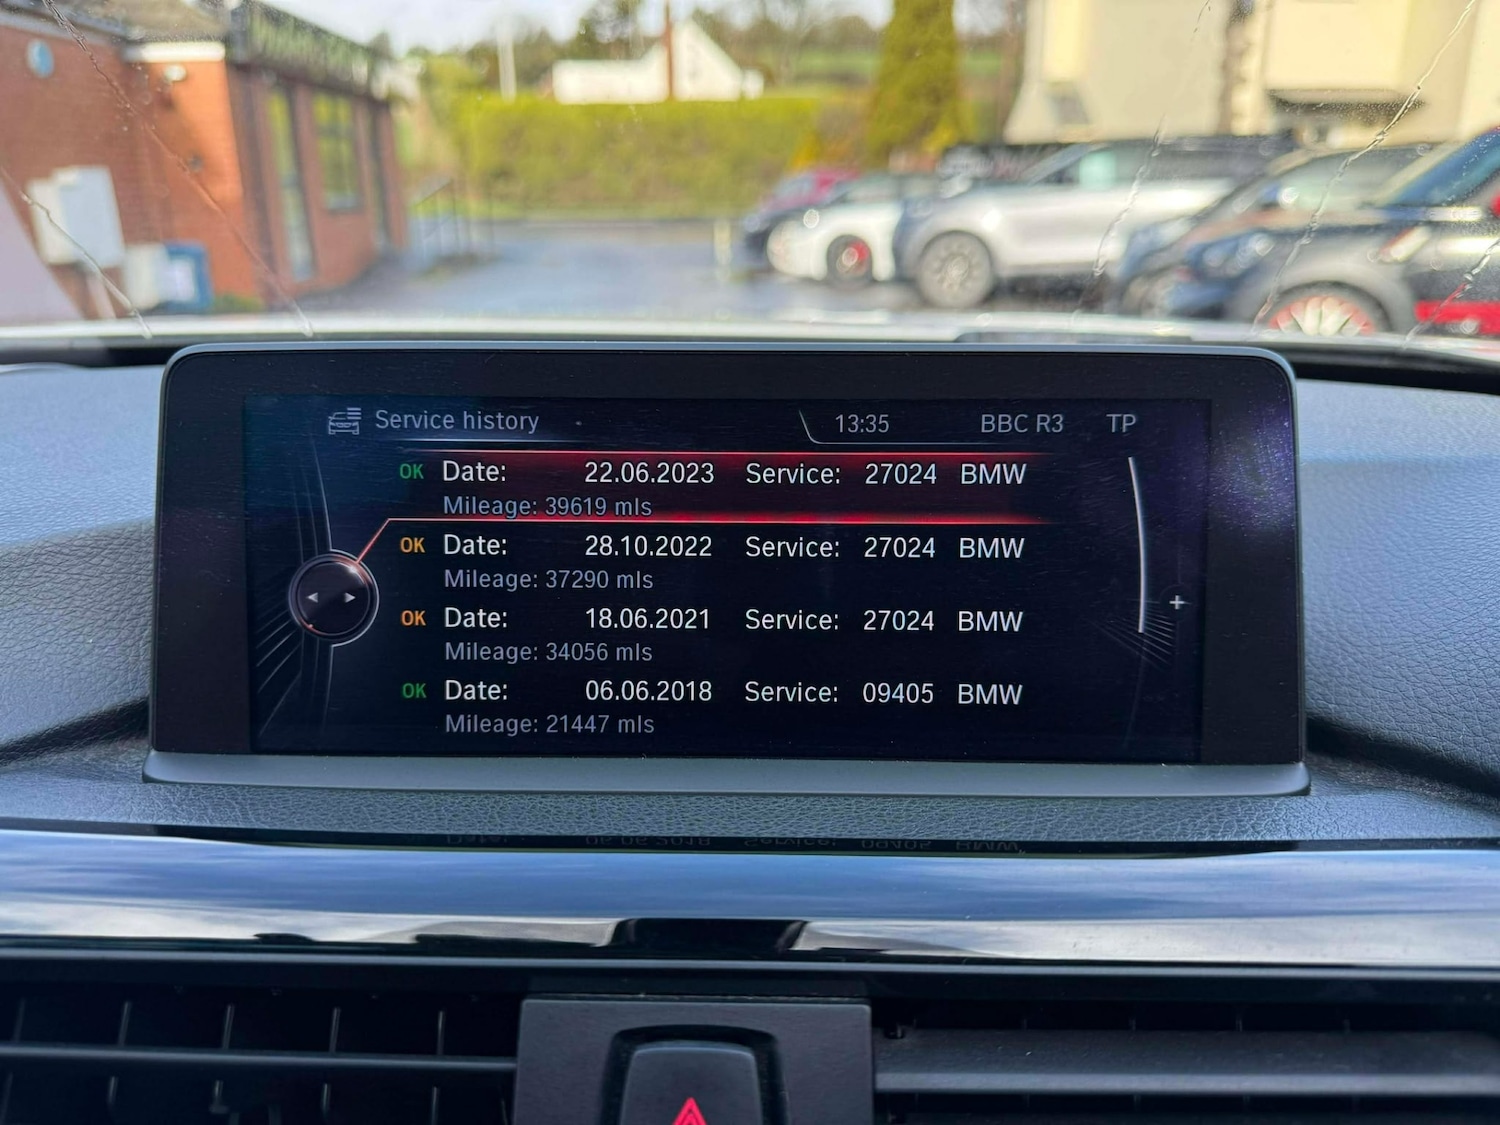 Service history 13:35 BBC R3 TP
OK Date: 22.06.2023 Service: 27024 BMW
Mileage: 39619 mls
OK Date: 28.10.2022 Service: 27024 BMW
Mileage: 37290 mls
OK Date: 18.06.2021 Service: 27024 BMW
Mileage: 34056 mls
OK Date: 06.06.2018 Service: 09405 BMW
Mileage: 21447 mls